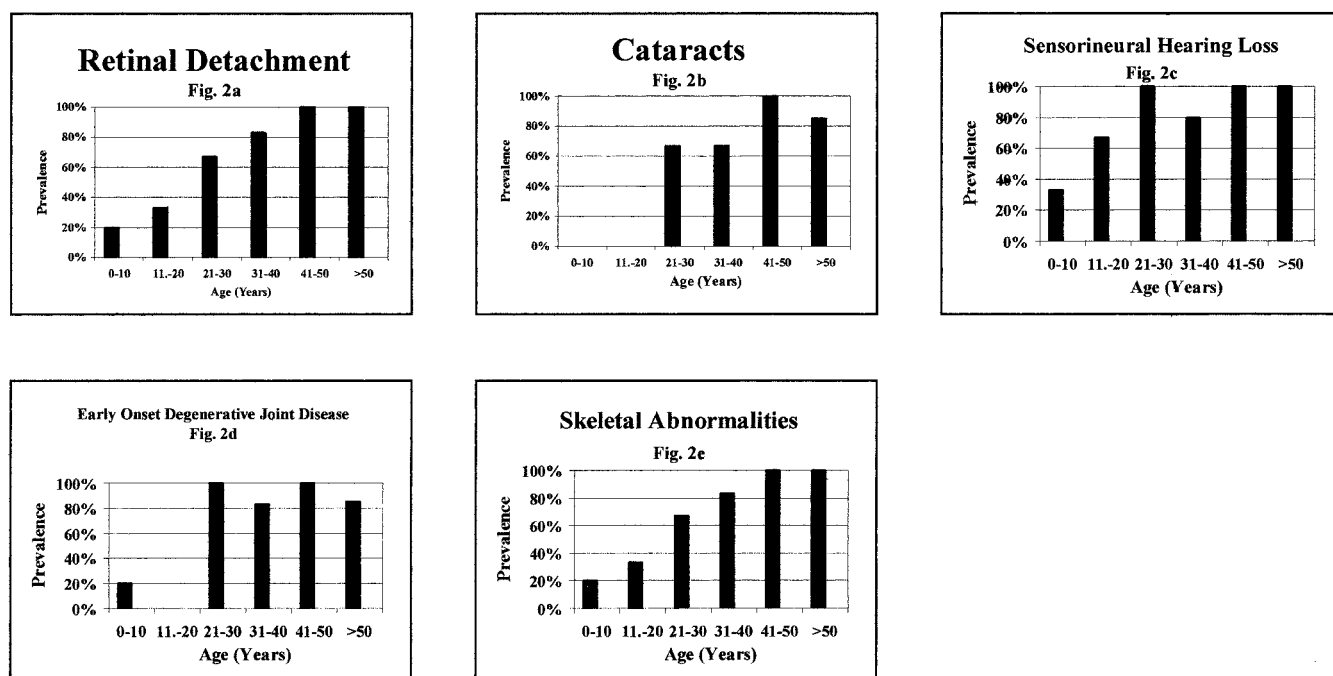 Retinal Detachment
Fig. 2a
100%
80%
60%
40%
20%
0%
Prevalence
0-10 11.-20 21-30 31-40 41-50 >50
Age (Years)
Cataracts
Fig. 2b
100%
80%
60%
40%
20%
0%
Prevalence
0-10 11.-20 21-30 31-40 41-50 >50
Age (Years)
Sensorineural Hearing Loss
Fig. 2c
100%
80%
60%
40%
20%
0%
Prevalence
0-10 11.-20 21-30 31-40 41-50 >50
Age (Years)
Early Onset Degenerative Joint Disease
Fig. 2d
100%
80%
60%
40%
20%
0%
Prevalence
0-10 11.-20 21-30 31-40 41-50 >50
Age (Years)
Skeletal Abnormalities
Fig. 2e
100%
80%
60%
40%
20%
0%
Prevalence
0-10 11.-20 21-30 31-40 41-50 >50
Age (Years)